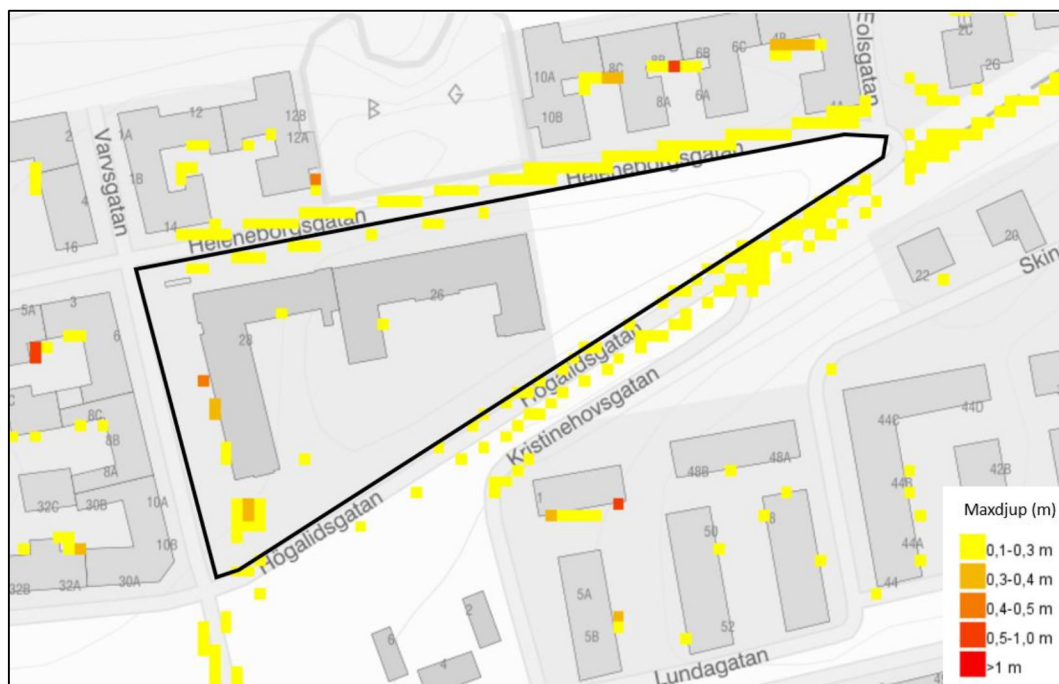 Eolsgatan
2C
2G
4B
6B
6C
8B
8C
10A
8A
6A
4A
10B
12
12B
12A
1A
2
Varvsgatan
B
G
1B
4
14
16
Heleneborgsgatan
Heleneborgsgatan
20
22
Skin
3
5A
6
26
28
Högalidsgatan
Kristinehovsgatan
8C
8B
8A
32C
30B
10A
10B
32B
32A
30A
Högalidsgatan
44D
44C
48A
48B
42B
44B
1
50
44A
44
5A
5B
52
2
6
4
Lundagatan
Maxdjup (m)
0,1-0,3 m
0,3-0,4 m
0,4-0,5 m
0,5-1,0 m
>1 m